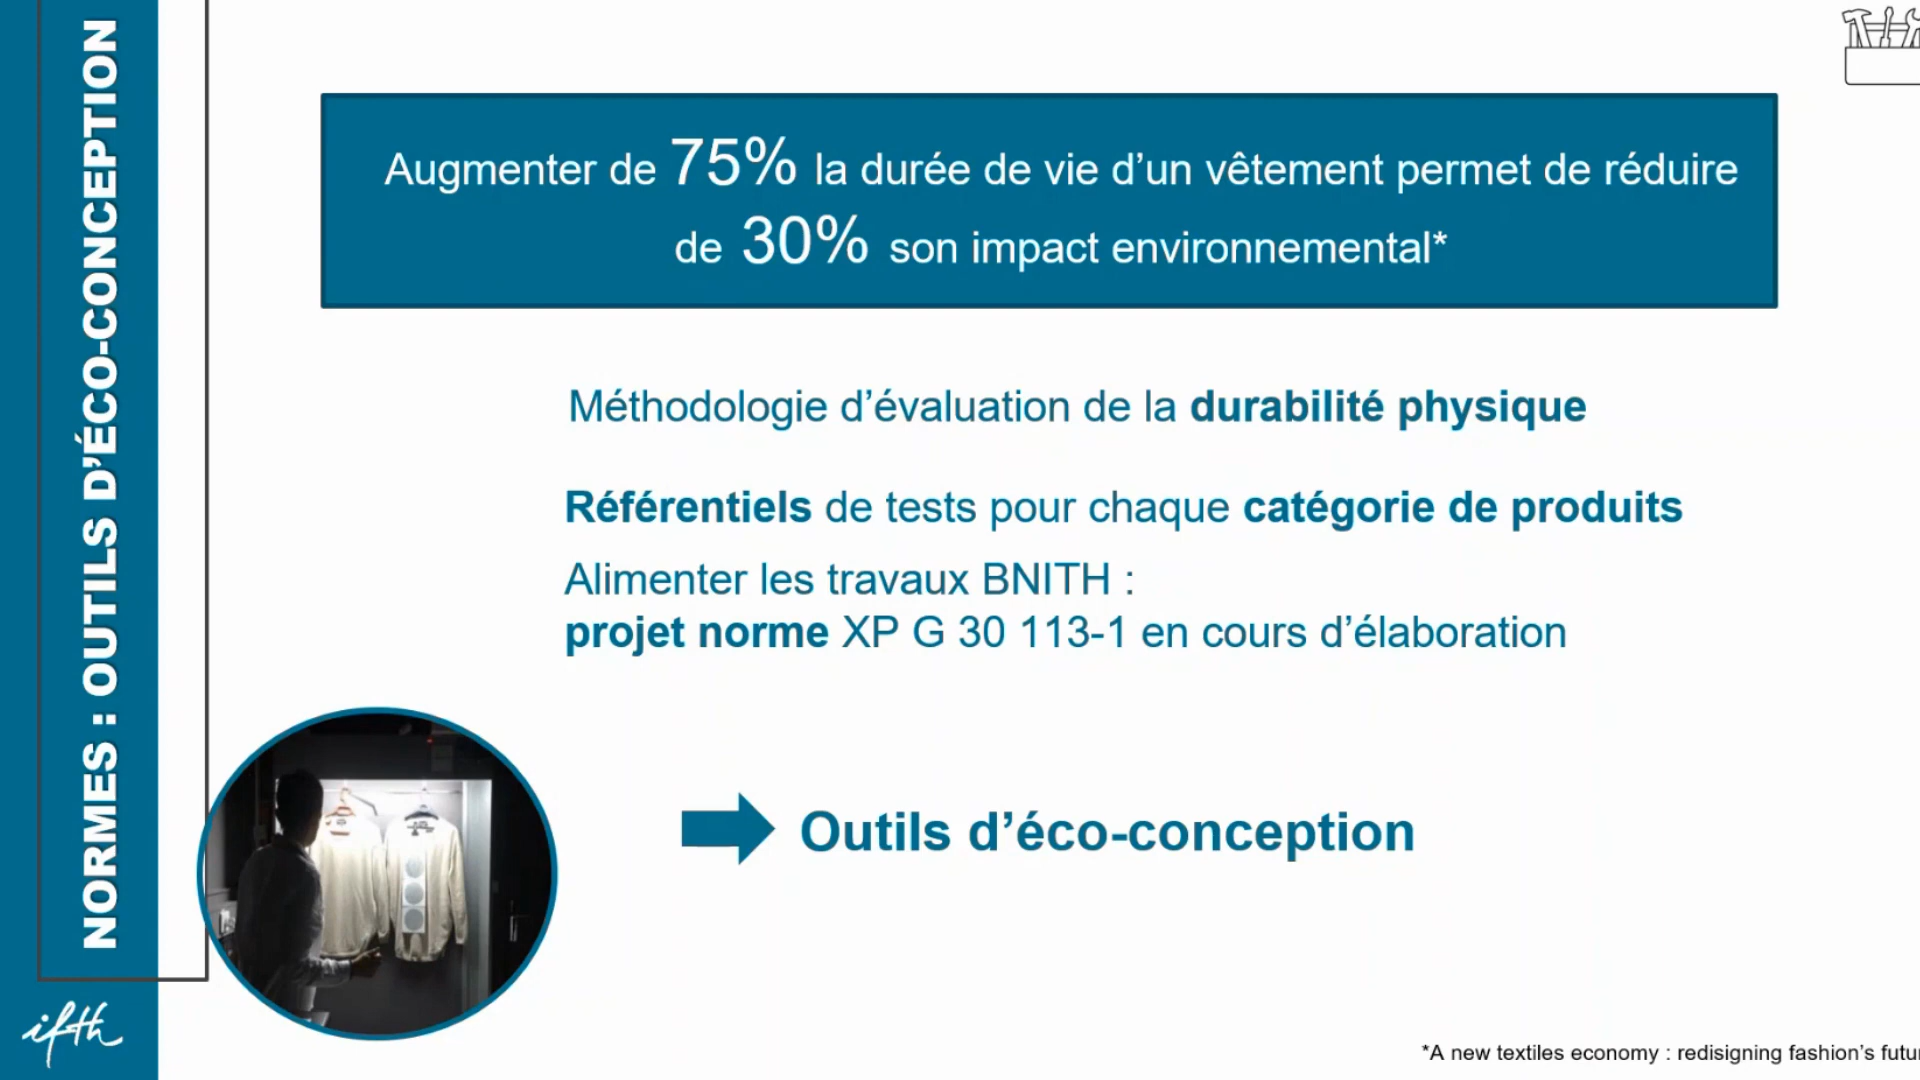 NORMES : OUTILS D’ÉCO-CONCEPTION
Augmenter de 75% la durée de vie d’un vêtement permet de réduire
de 30% son impact environnemental*
Méthodologie d’évaluation de la durabilité physique
Référentiels de tests pour chaque catégorie de produits
Alimenter les travaux BNITH :
projet norme XP G 30 113-1 en cours d’élaboration
Outils d’éco-conception
ifth
*A new textiles economy : redisigning fashion’s